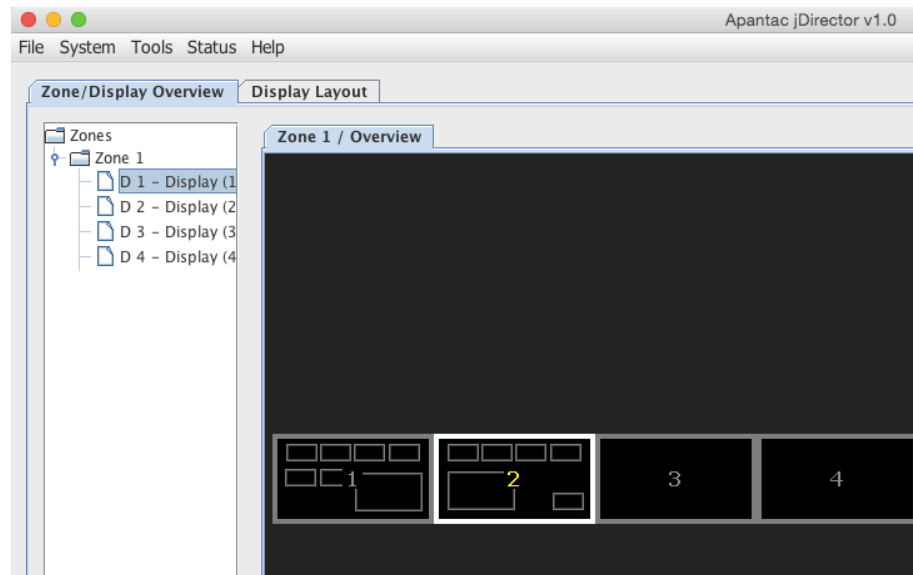 Apantac jDirector v1.0
File System Tools Status Help
Zone/Display Overview Display Layout
Zones
Zone 1 / Overview
Zone 1
D 1 – Display (1
D 2 – Display (2
D 3 – Display (3
D 4 – Display (4
1 2 3 4